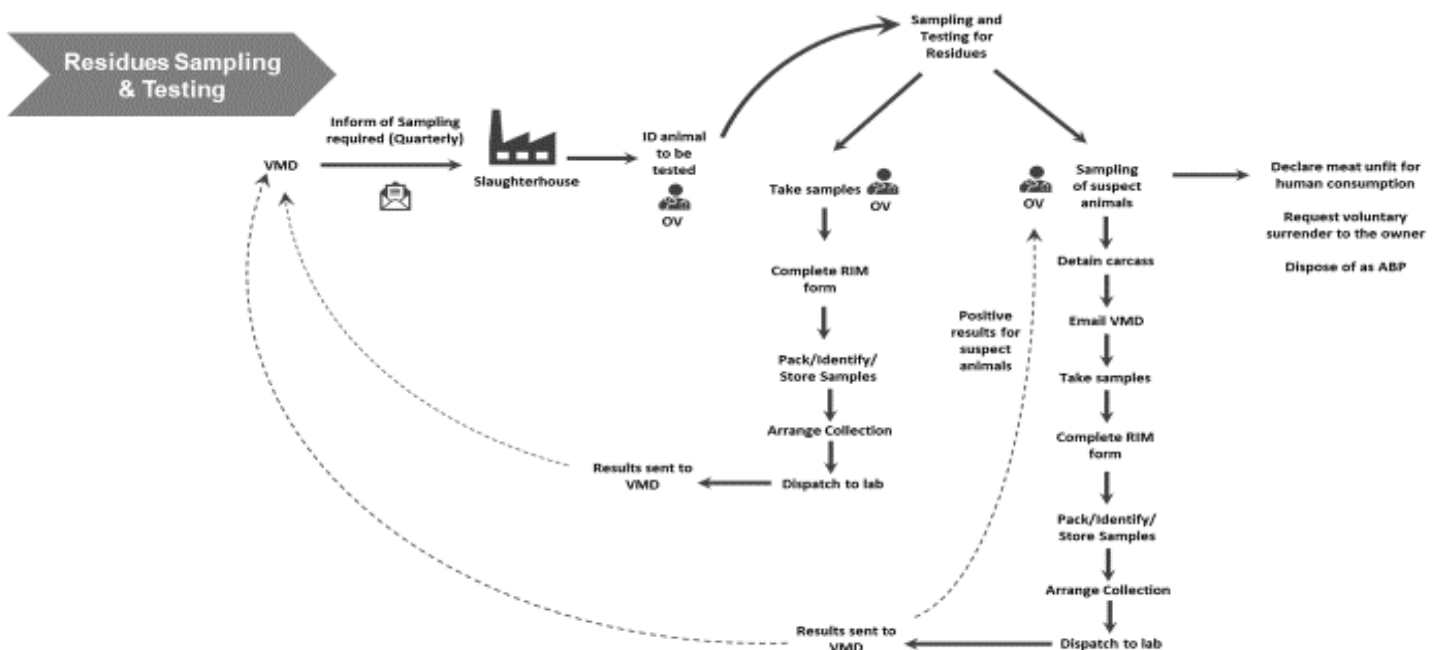 Residues Sampling
& Testing
Inform of Sampling
required (Quarterly)
VMD
Slaughterhouse
ID animal
to be
tested
OV
Sampling and
Testing for
Residues
Take samples
OV
Complete RIM
form
Pack/Identify/
Store Samples
Arrange Collection
Dispatch to lab
Results sent to
VMD
OV
Sampling
of suspect
animals
Detain carcass
Email VMD
Take samples
Complete RIM
form
Pack/Identify/
Store Samples
Arrange Collection
Dispatch to lab
Results sent to
VMD
Positive
results for
suspect
animals
Declare meat unfit for
human consumption
Request voluntary
surrender to the owner
Dispose of as ABP